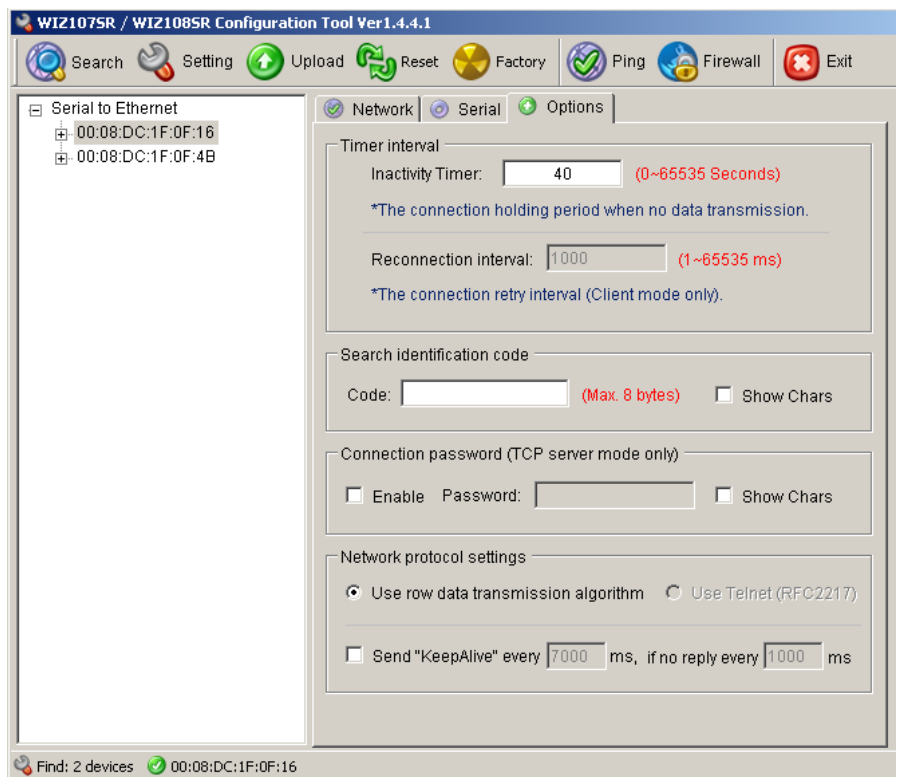 WIZ107SR / WIZ108SR Configuration Tool Ver1.4.4.1
Search Setting Upload Reset Factory Ping Firewall Exit
Serial to Ethernet
00:08:DC:1F:0F:16
00:08:DC:1F:0F:4B
Network Serial Options
Timer interval
Inactivity Timer: 40 (0~65535 Seconds)
*The connection holding period when no data transmission.
Reconnection interval: 1000 (1~65535 ms)
*The connection retry interval (Client mode only).
Search identification code
Code: (Max. 8 bytes) Show Chars
Connection password (TCP server mode only)
Enable Password: Show Chars
Network protocol settings
Use row data transmission algorithm Use Telnet (RFC2217)
Send "KeepAlive" every 7000 ms, if no reply every 1000 ms
Find: 2 devices 00:08:DC:1F:0F:16